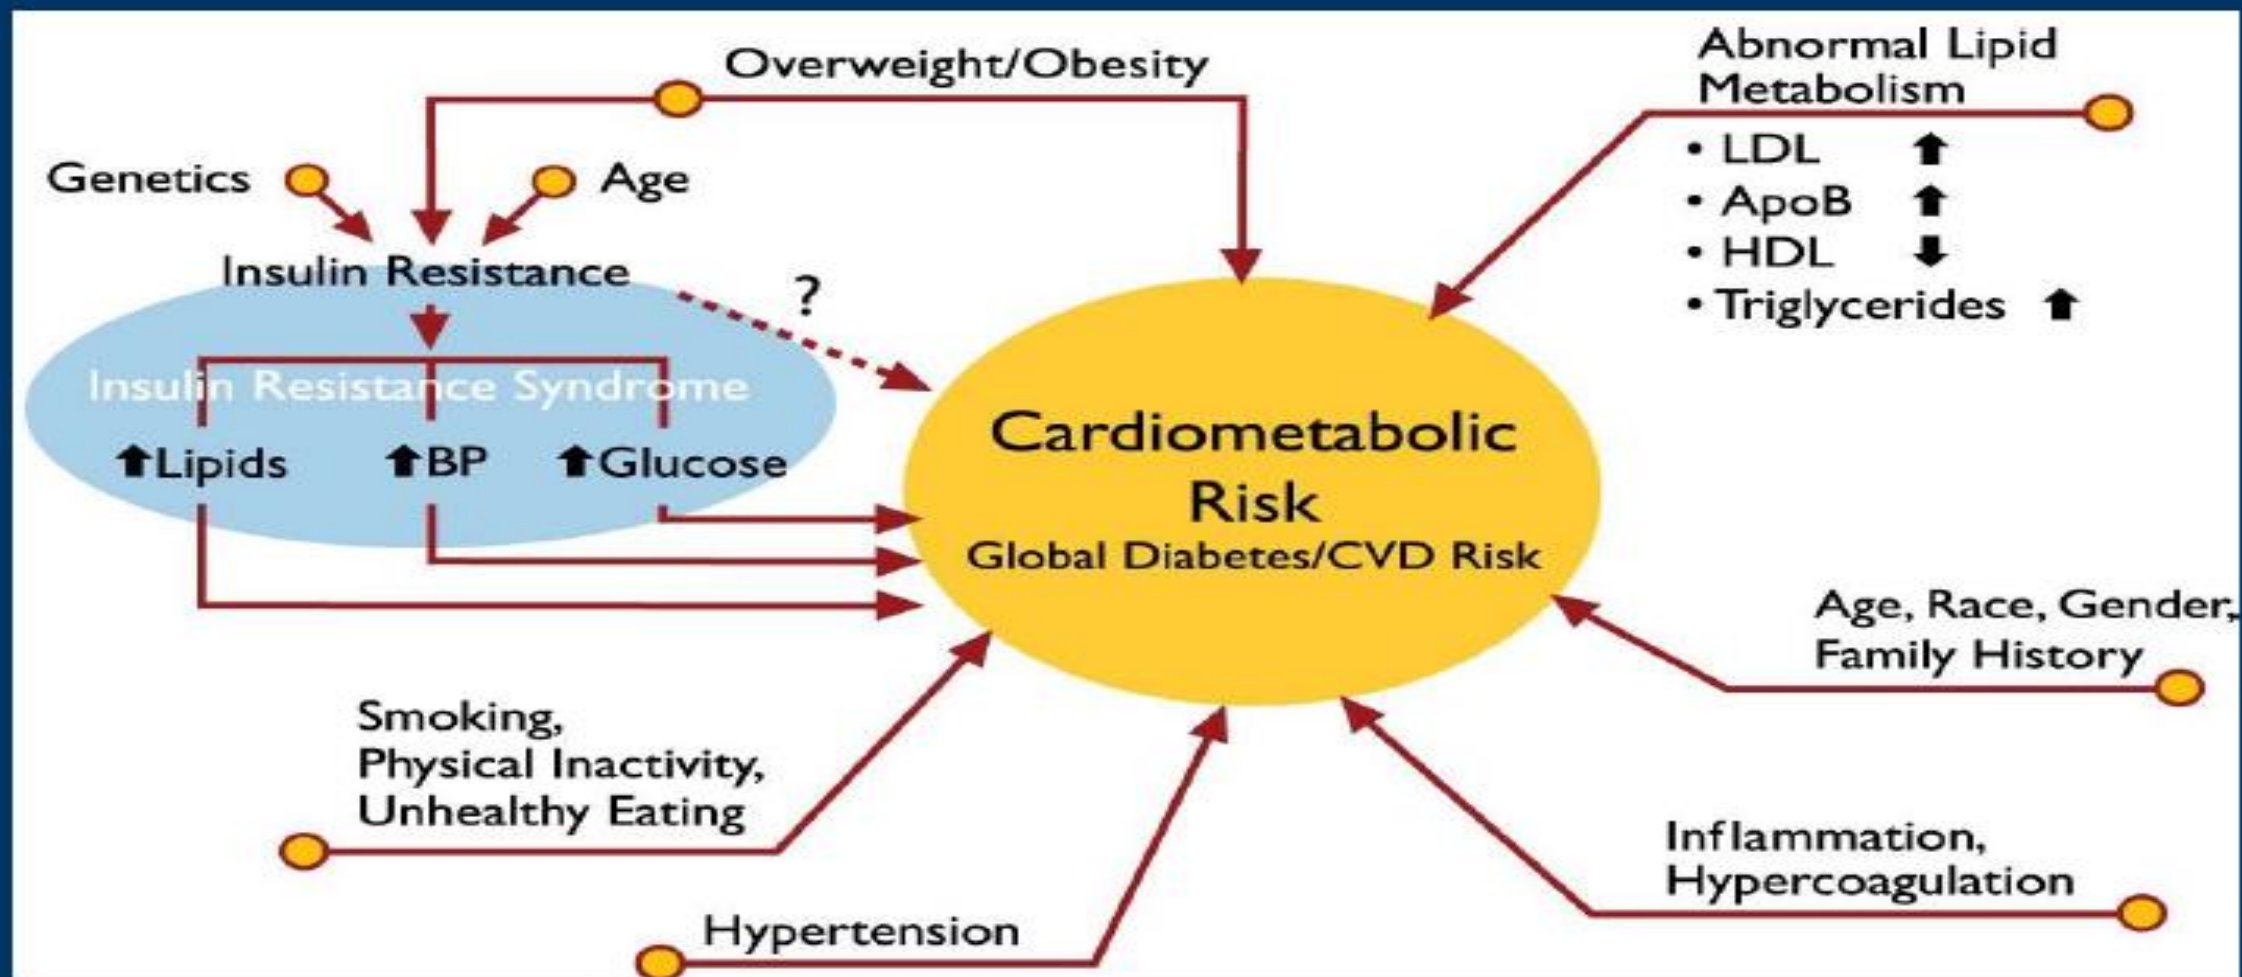 Overweight/Obesity
Abnormal Lipid
Metabolism
• LDL ⬆
• ApoB ⬆
• HDL ⬇
• Triglycerides ⬆
Genetics
Age
Insulin Resistance
?
Insulin Resistance Syndrome
⬆Lipids ⬆BP ⬆Glucose
Cardiometabolic
Risk
Global Diabetes/CVD Risk
Age, Race, Gender,
Family History
Smoking,
Physical Inactivity,
Unhealthy Eating
Inflammation,
Hypercoagulation
Hypertension